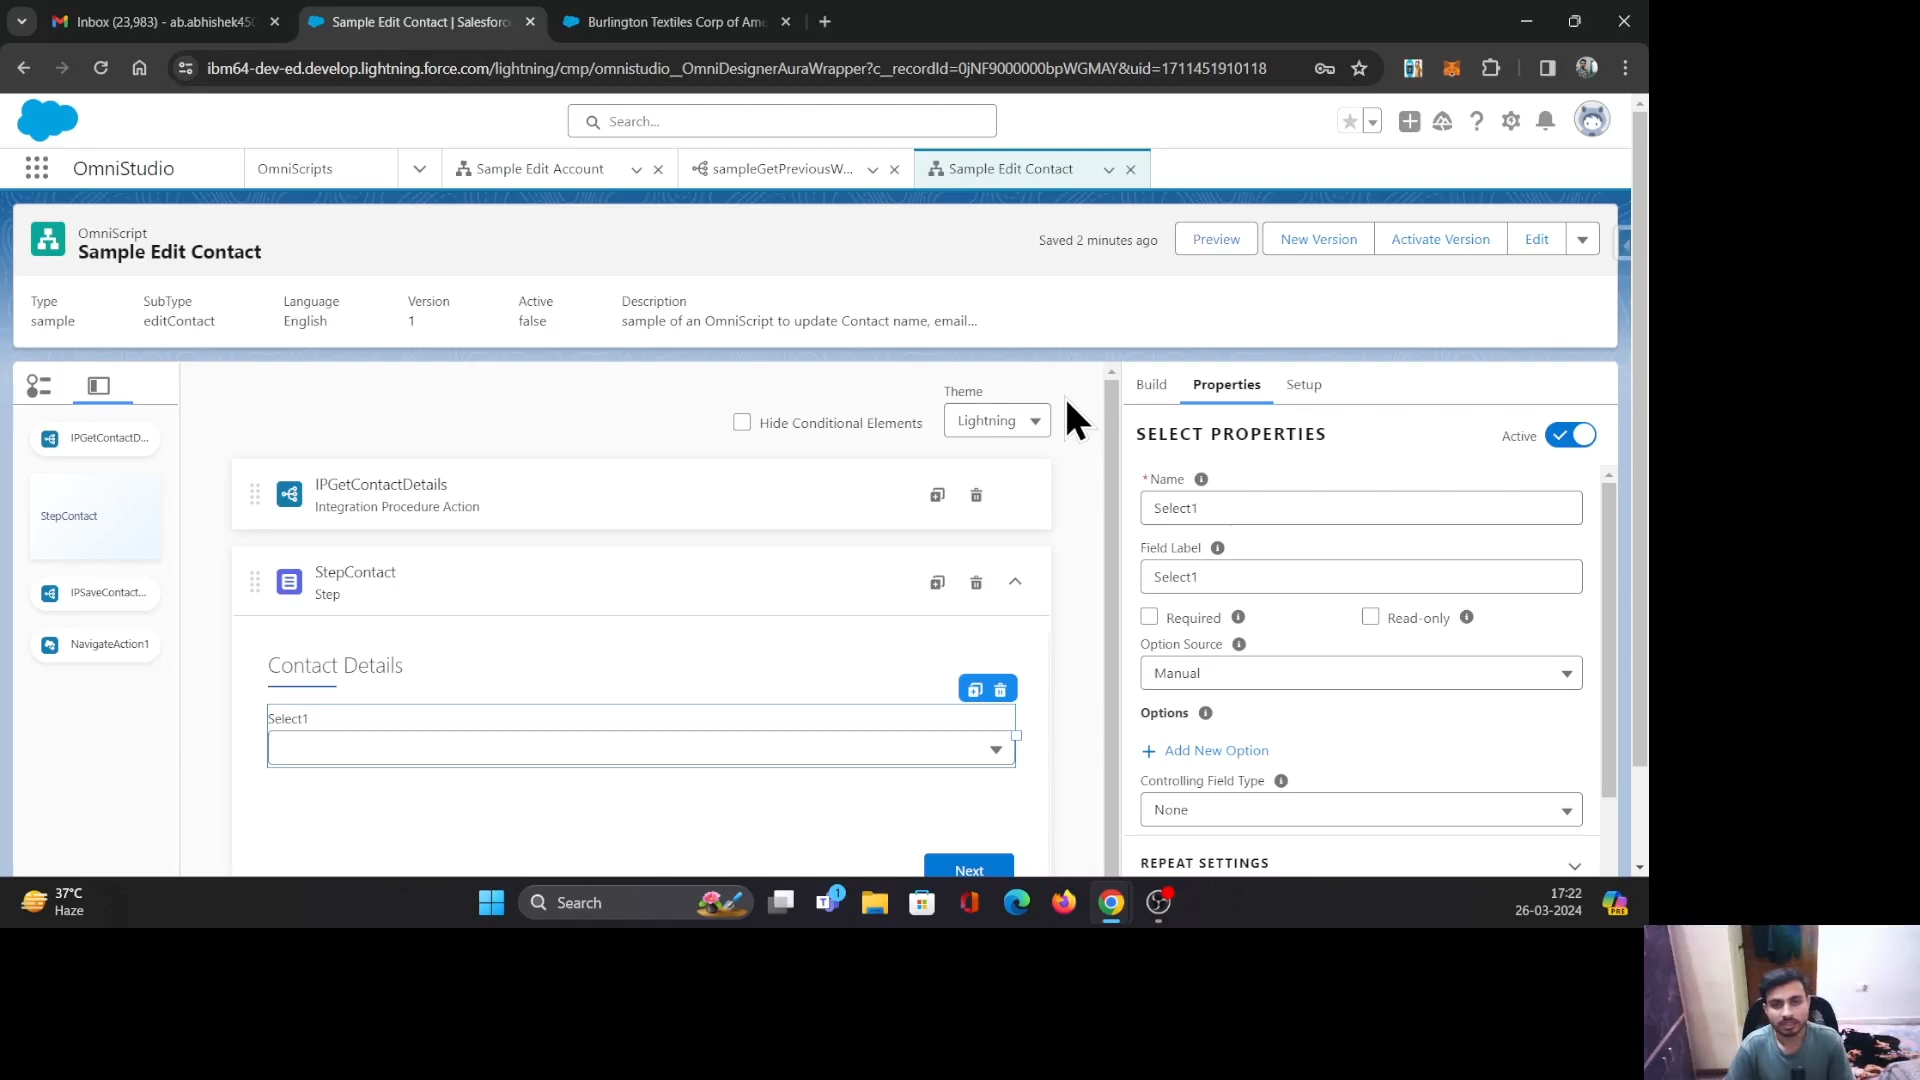 Inbox (23,983) - ab.abhishek450
Sample Edit Contact | Salesforce
Burlington Textiles Corp of Ame
ibm64-dev-ed.develop.lightning.force.com/lightning/cmp/omnistudio__OmniDesignerAuraWrapper?c__recordId=0jNF9000000bpWGMAY&uid=1711451910118
Search...
OmniStudio
OmniScripts
Sample Edit Account
sampleGetPreviousW...
Sample Edit Contact
OmniScript
Sample Edit Contact
Saved 2 minutes ago
Preview
New Version
Activate Version
Edit
Type
SubType
Language
Version
Active
Description
sample
editContact
English
1
false
sample of an OmniScript to update Contact name, email...
IPGetContactD...
StepContact
IPSaveContact...
NavigateAction1
Theme
Hide Conditional Elements
Lightning
IPGetContactDetails
Integration Procedure Action
StepContact
Step
Contact Details
Select1
Next
Build
Properties
Setup
SELECT PROPERTIES
Active
* Name
Select1
Field Label
Select1
Required
Read-only
Option Source
Manual
Options
+ Add New Option
Controlling Field Type
None
REPEAT SETTINGS
37°C
Haze
Search
1
PRE
17:22
26-03-2024